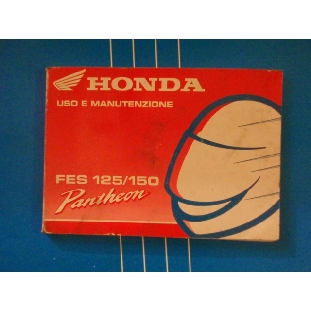 HONDA
USO E MANUTENZIONE
FES 125/150
Pantheon